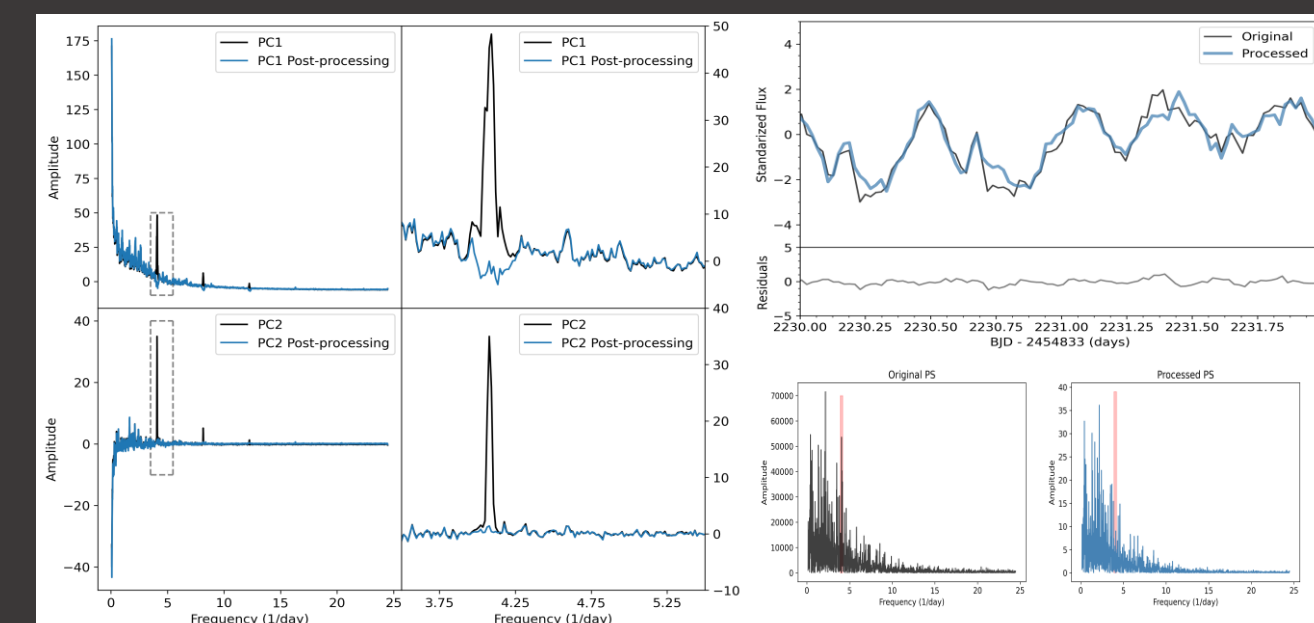 PC1
PC1 Post-processing
175
150
125
100
75
50
25
0
Amplitude
PC1
PC1 Post-processing
50
40
30
20
10
0
PC2
PC2 Post-processing
40
20
0
−20
−40
Amplitude
0 5 10 15 20 25
Frequency (1/day)
PC2
PC2 Post-processing
40
30
20
10
0
−10
3.75 4.25 4.75 5.25
Frequency (1/day)
Original
Processed
4
2
0
−2
−4
Standarized Flux
5
0
−5
Residuals
2230.00 2230.25 2230.50 2230.75 2231.00 2231.25 2231.50 2231.75
BJD - 2454833 (days)
Original PS
70000
60000
50000
40000
30000
20000
10000
0
Amplitude
0 5 10 15 20 25
Frequency (1/day)
Processed PS
40
35
30
25
20
15
10
5
0
Amplitude
0 5 10 15 20 25
Frequency (1/day)